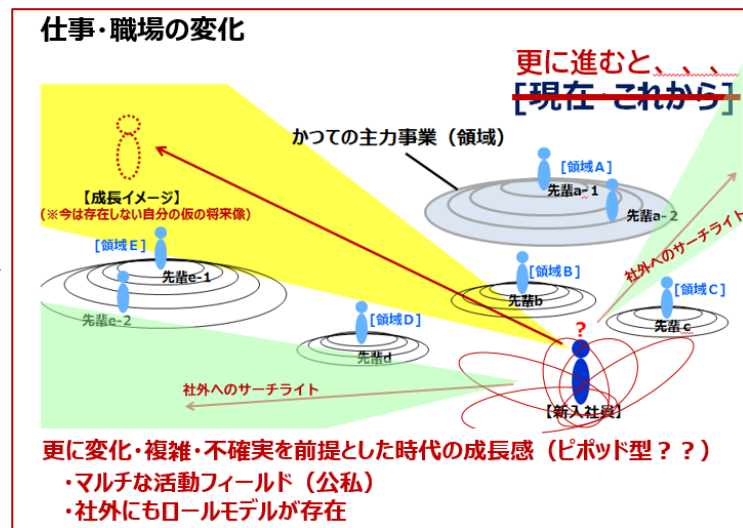 仕事・職場の変化
更に進むと、、、
[現在・これから]
かつての主力事業（領域）
[領域A]
先輩a-1
先輩a-2
【成長イメージ】
（※今は存在しない自分の仮の将来像）
[領域E]
先輩e-1
先輩e-2
[領域B]
先輩b
[領域C]
先輩c
社外へのサーチライト
[領域D]
先輩d
?
社外へのサーチライト
【新入社員】
更に変化・複雑・不確実を前提とした時代の成長感（ピポッド型？？）
・マルチな活動フィールド（公私）
・社外にもロールモデルが存在